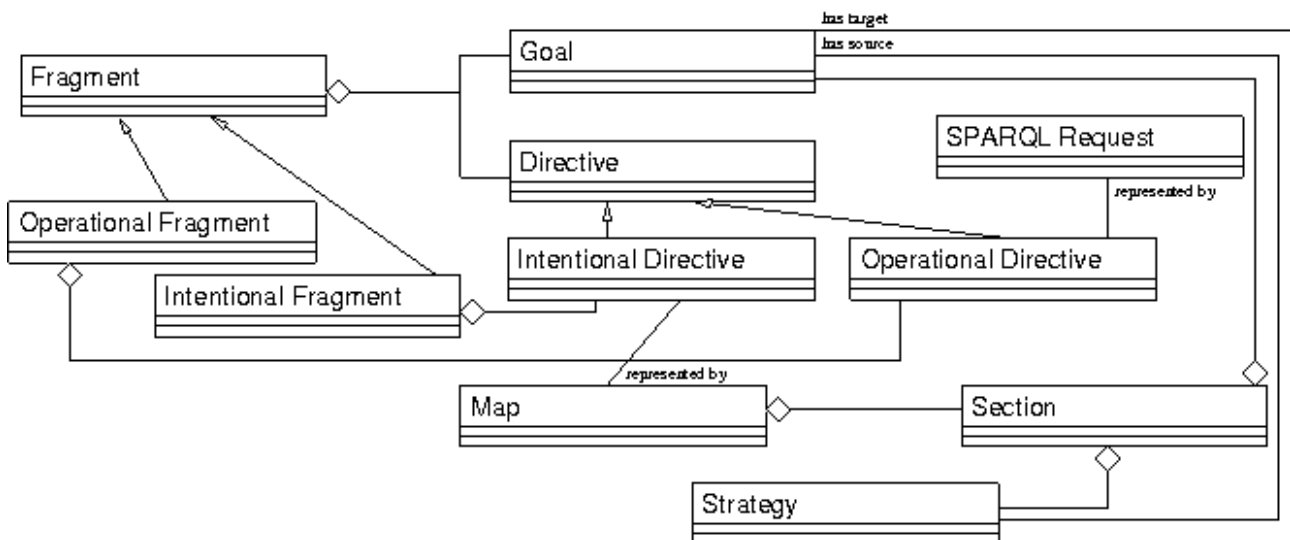 has target
has source
Goal
Fragment
SPARQL Request
Directive
represented by
Operational Fragment
Intentional Directive
Operational Directive
Intentional Fragment
represented by
Map
Section
Strategy